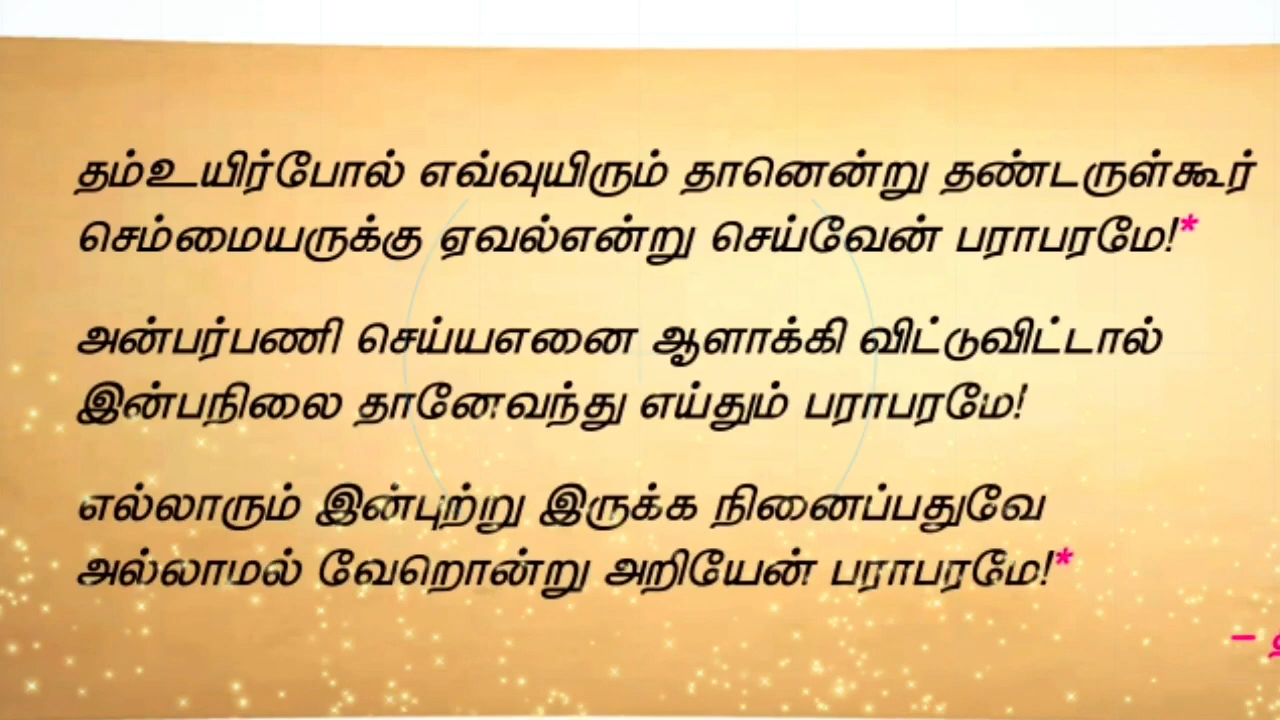 தம்உயிர்போல் எவ்வுயிரும் தானென்று தண்டருள்கூர்
செம்மையருக்கு ஏவல்என்று செய்வேன் பராபரமே!*
அன்பர்பணி செய்யஎனை ஆளாக்கி விட்டுவிட்டால்
இன்பநிலை தானேவந்து எய்தும் பராபரமே!
எல்லாரும் இன்புற்று இருக்க நினைப்பதுவே
அல்லாமல் வேறொன்று அறியேன் பராபரமே!*
–